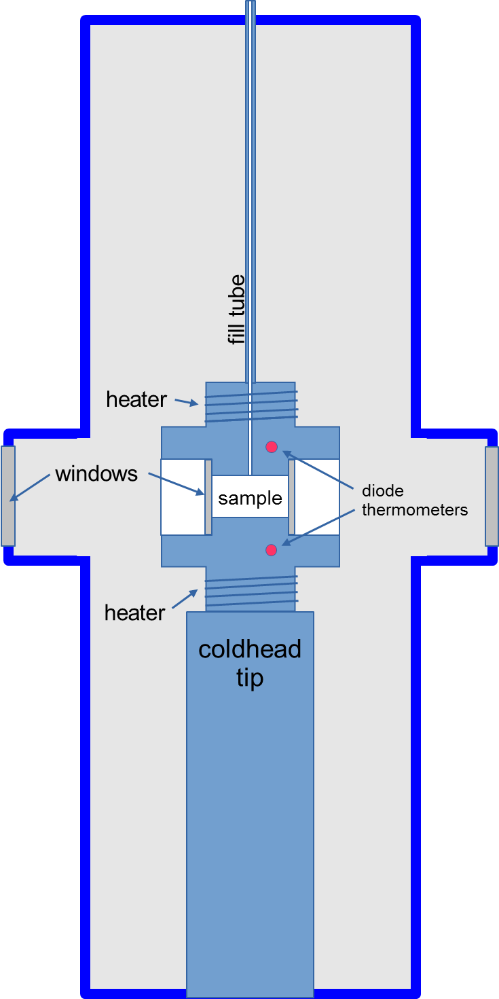 fill tube
heater
windows
sample
diode
thermometers
heater
coldhead
tip